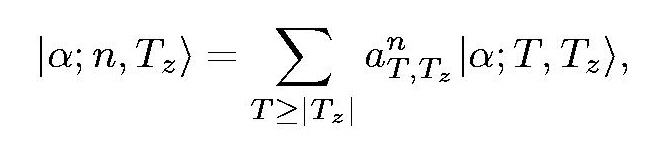 |α; n, T_z⟩ = ∑_{T≥|T_z|} a^n_{T,T_z} |α; T, T_z⟩,